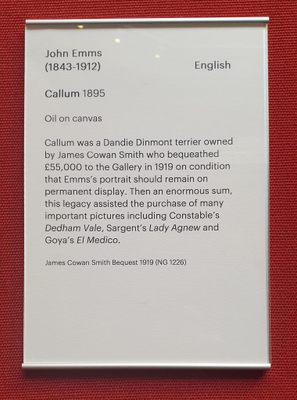 John Emms
(1843-1912) English
Callum 1895
Oil on canvas
Callum was a Dandie Dinmont terrier owned
by James Cowan Smith who bequeathed
£55,000 to the Gallery in 1919 on condition
that Emms's portrait should remain on
permanent display. Then an enormous sum,
this legacy assisted the purchase of many
important pictures including Constable's
Dedham Vale, Sargent's Lady Agnew and
Goya's El Medico.
James Cowan Smith Bequest 1919 (NG 1226)